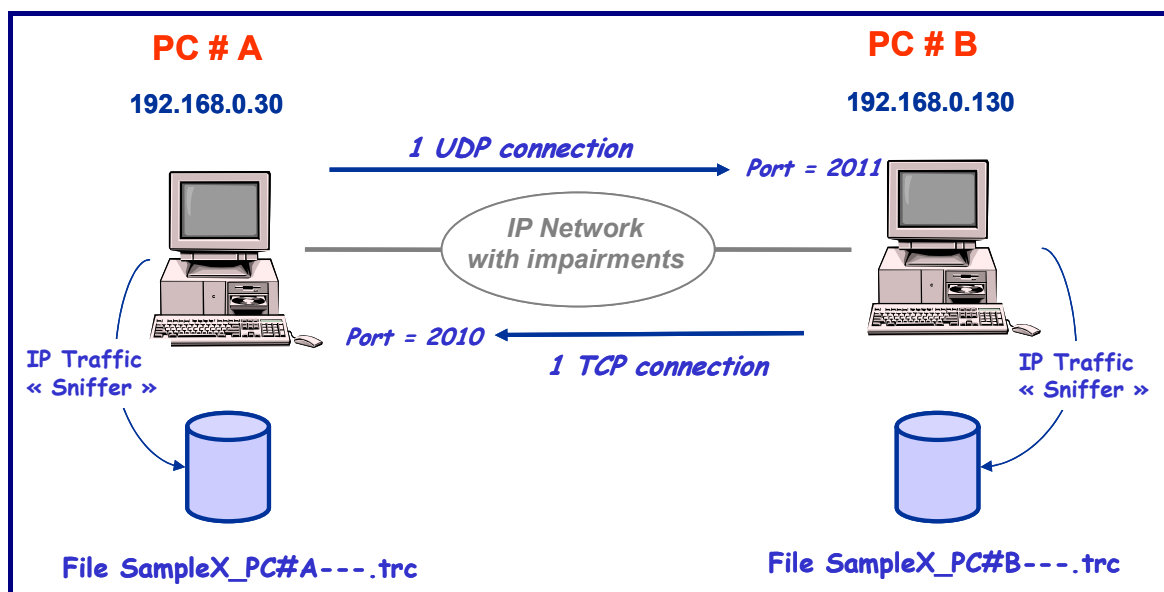 PC # A
PC # B
192.168.0.30
192.168.0.130
1 UDP connection
Port = 2011
IP Network
with impairments
Port = 2010
1 TCP connection
IP Traffic
« Sniffer »
IP Traffic
« Sniffer »
File SampleX_PC#A---.trc
File SampleX_PC#B---.trc